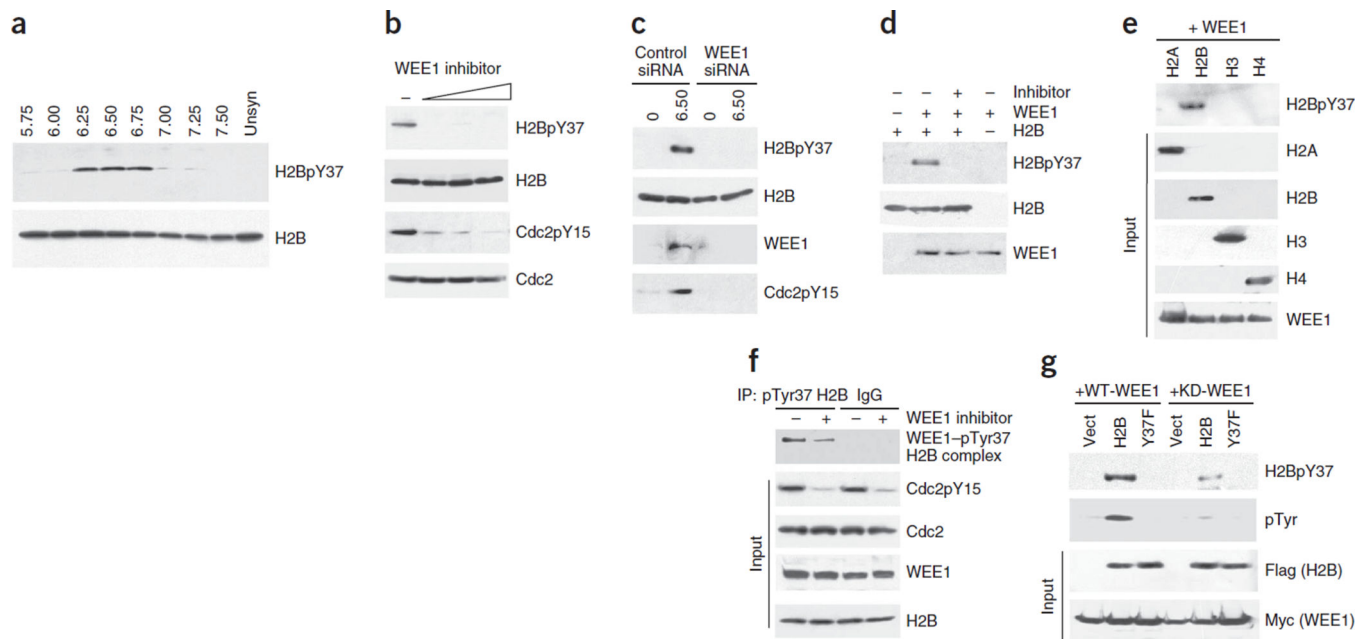 a
5.75 6.00 6.25 6.50 6.75 7.00 7.25 7.50 Unsyn
H2BpY37
H2B
b
WEE1 inhibitor
–
H2BpY37
H2B
Cdc2pY15
Cdc2
c
Control siRNA WEE1 siRNA
0 6.50 0 6.50
H2BpY37
H2B
WEE1
Cdc2pY15
d
– – + – Inhibitor
– + + + WEE1
+ + + – H2B
H2BpY37
H2B
WEE1
e
+ WEE1
H2A H2B H3 H4
H2BpY37
Input
H2A
H2B
H3
H4
WEE1
f
IP: pTyr37 H2B IgG
– + – + WEE1 inhibitor
WEE1–pTyr37
H2B complex
Input
Cdc2pY15
Cdc2
WEE1
H2B
g
+WT-WEE1 +KD-WEE1
Vect H2B Y37F Vect H2B Y37F
H2BpY37
pTyr
Input
Flag (H2B)
Myc (WEE1)